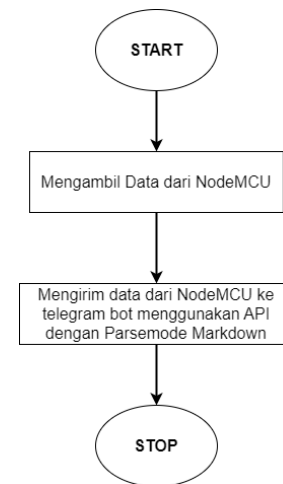 START
Mengambil Data dari NodeMCU
Mengirim data dari NodeMCU ke
telegram bot menggunakan API
dengan Parsemode Markdown
STOP